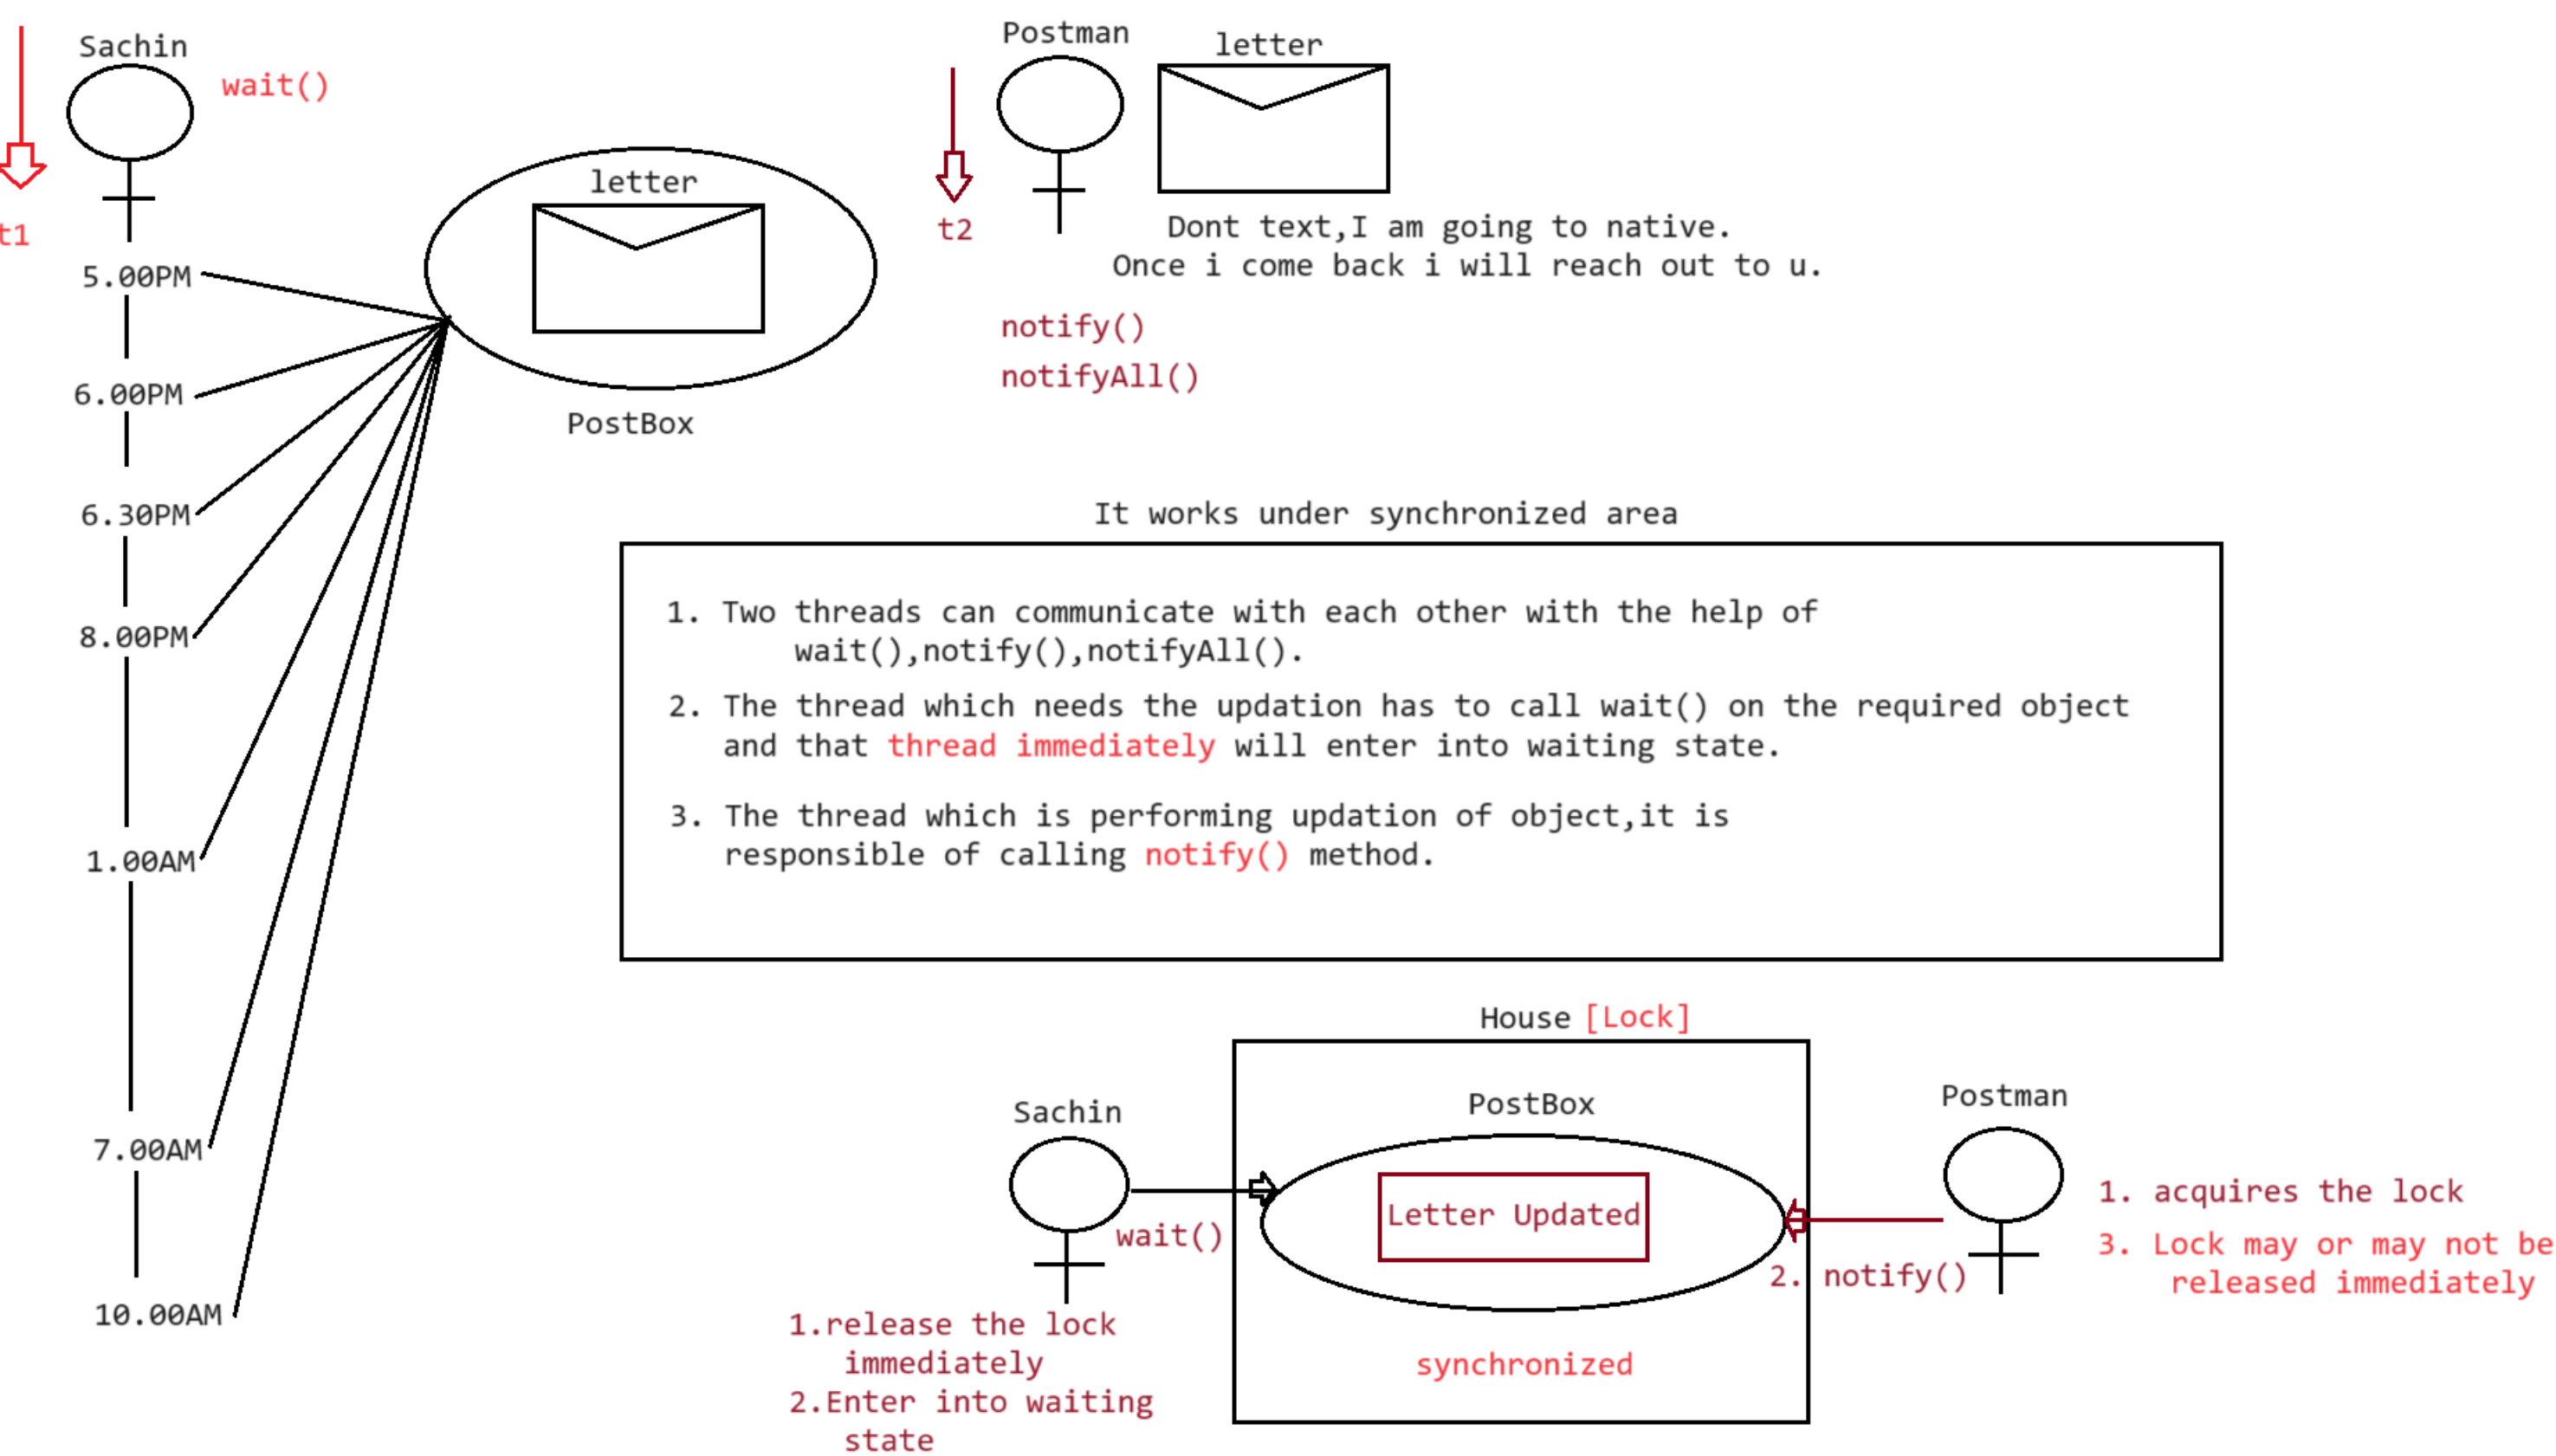 Sachin
wait()
t1
5.00PM
6.00PM
6.30PM
8.00PM
1.00AM
7.00AM
10.00AM
letter
PostBox
Postman
letter
t2
Dont text,I am going to native.
Once i come back i will reach out to u.
notify()
notifyAll()
It works under synchronized area
1. Two threads can communicate with each other with the help of
wait(),notify(),notifyAll().
2. The thread which needs the updation has to call wait() on the required object
and that thread immediately will enter into waiting state.
3. The thread which is performing updation of object,it is
responsible of calling notify() method.
House [Lock]
Sachin
wait()
1.release the lock
immediately
2.Enter into waiting
state
PostBox
Letter Updated
synchronized
Postman
2. notify()
1. acquires the lock
3. Lock may or may not be
released immediately